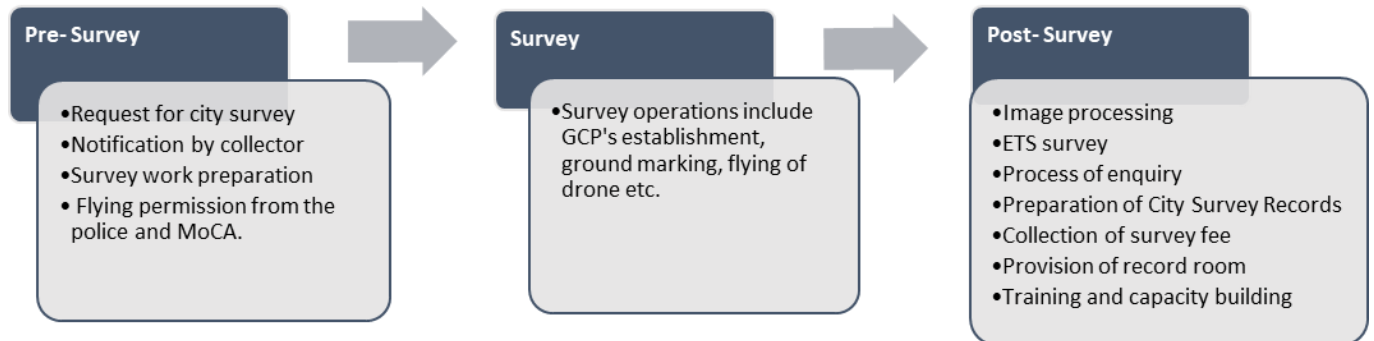 Pre- Survey
•Request for city survey
•Notification by collector
•Survey work preparation
• Flying permission from the
police and MoCA.
Survey
•Survey operations include
GCP's establishment,
ground marking, flying of
drone etc.
Post- Survey
•Image processing
•ETS survey
•Process of enquiry
•Preparation of City Survey Records
•Collection of survey fee
•Provision of record room
•Training and capacity building